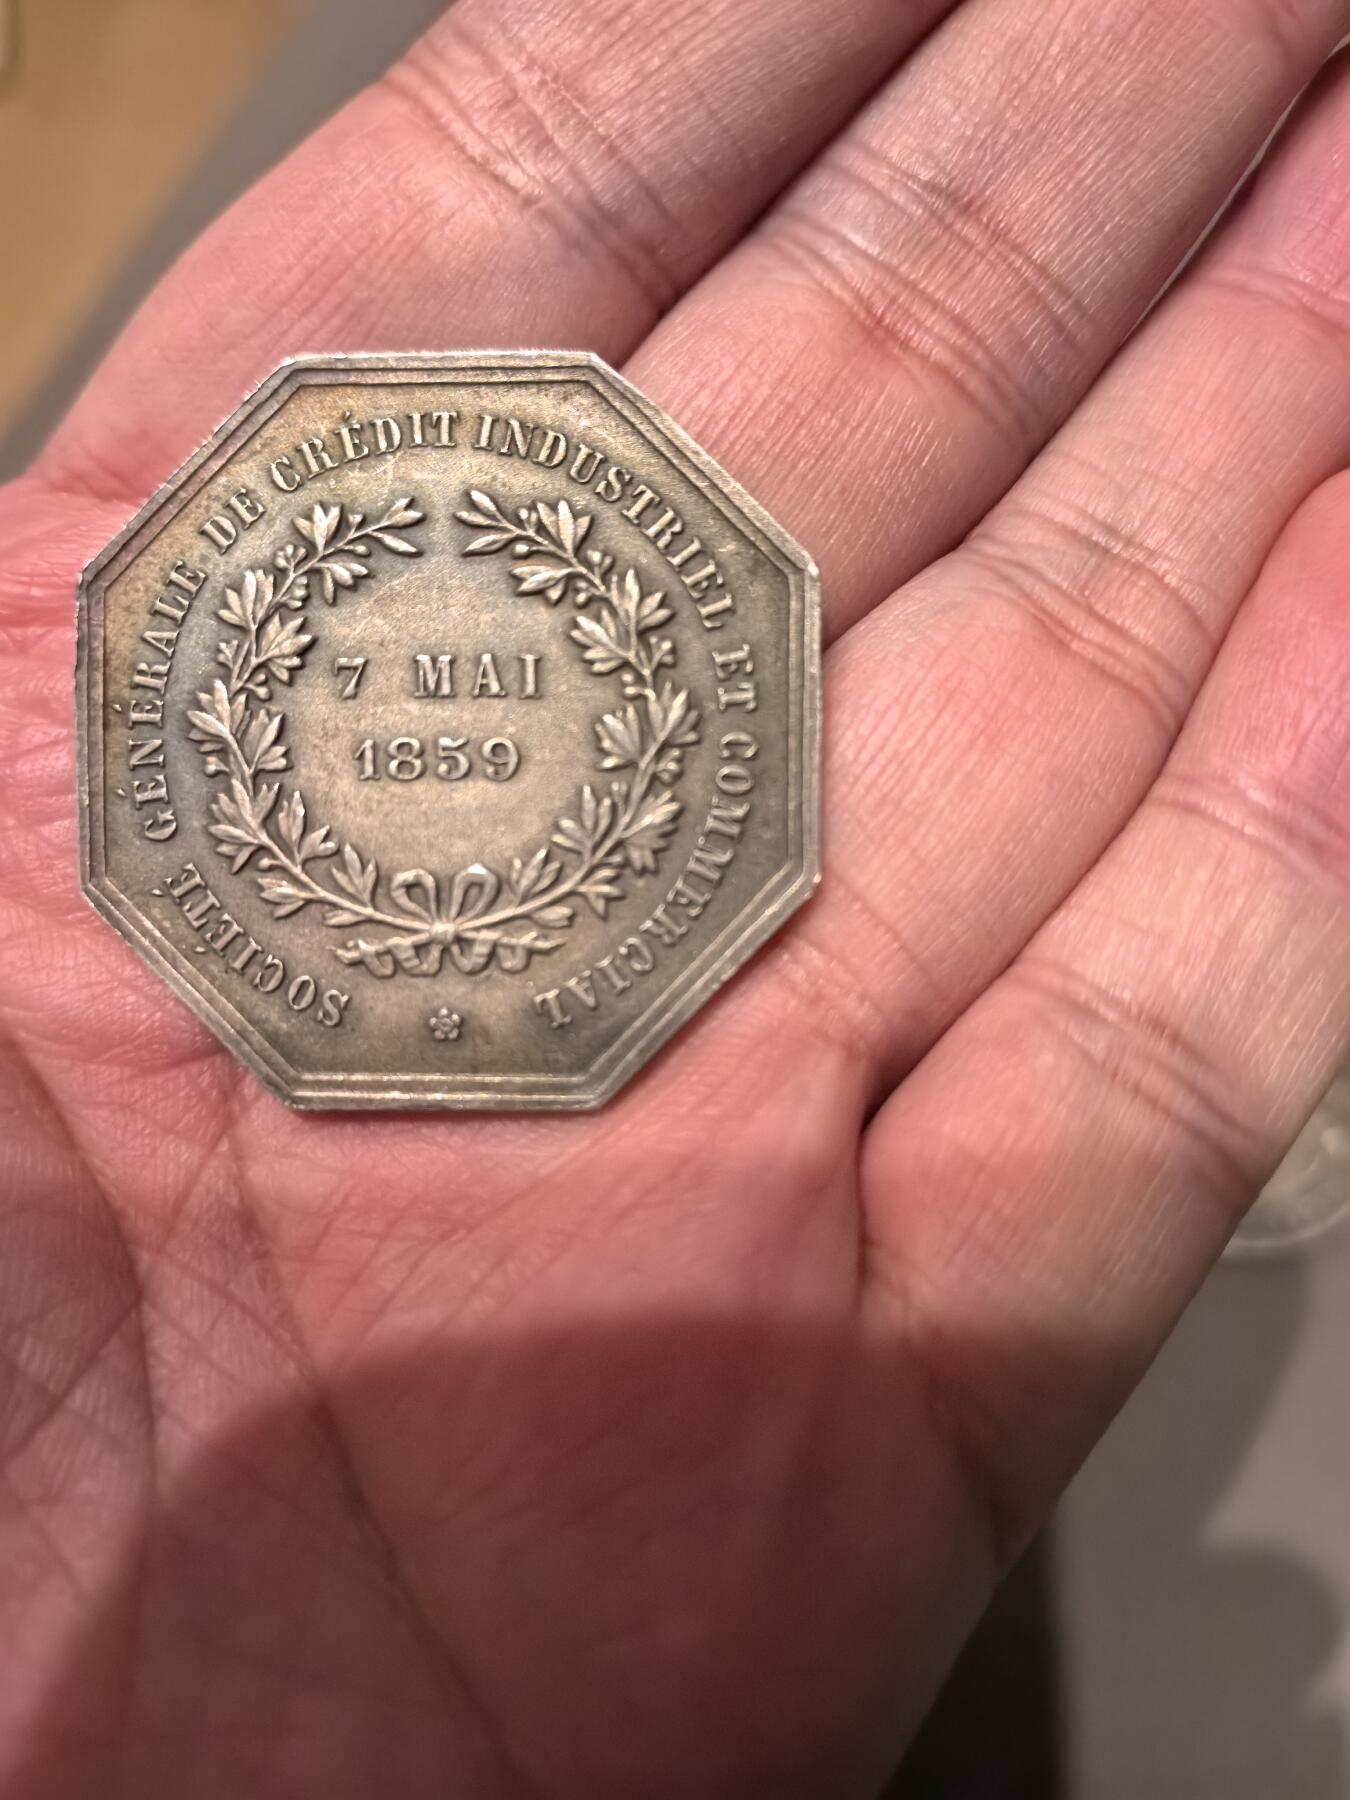 SOCIÉTÉ GÉNÉRALE DE CRÉDIT INDUSTRIEL ET COMMERCIAL
7 MAI
1859